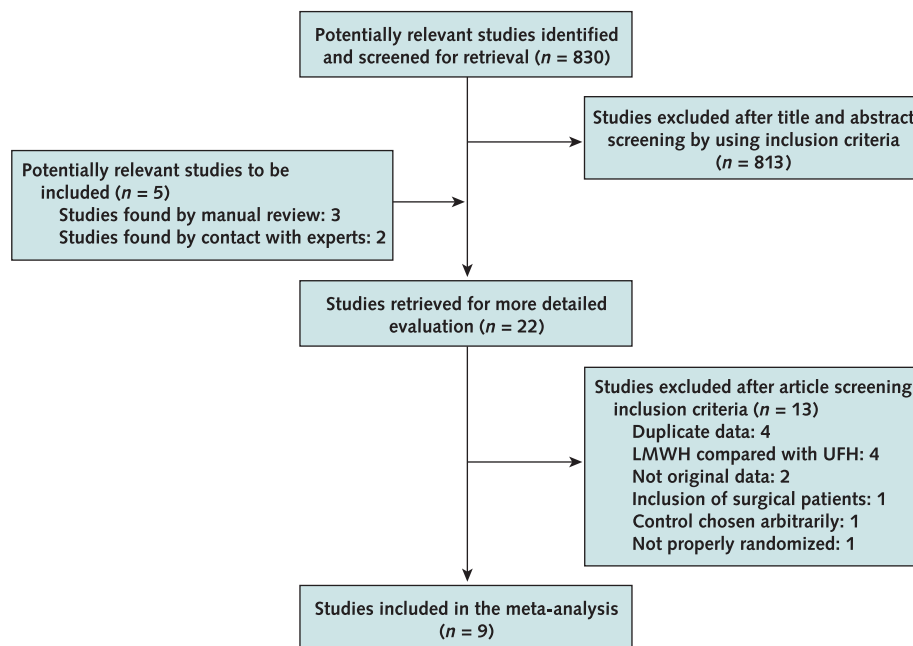 Potentially relevant studies identified
and screened for retrieval (n = 830)
Studies excluded after title and abstract
screening by using inclusion criteria
(n = 813)
Potentially relevant studies to be
included (n = 5)
Studies found by manual review: 3
Studies found by contact with experts: 2
Studies retrieved for more detailed
evaluation (n = 22)
Studies excluded after article screening
inclusion criteria (n = 13)
Duplicate data: 4
LMWH compared with UFH: 4
Not original data: 2
Inclusion of surgical patients: 1
Control chosen arbitrarily: 1
Not properly randomized: 1
Studies included in the meta-analysis
(n = 9)